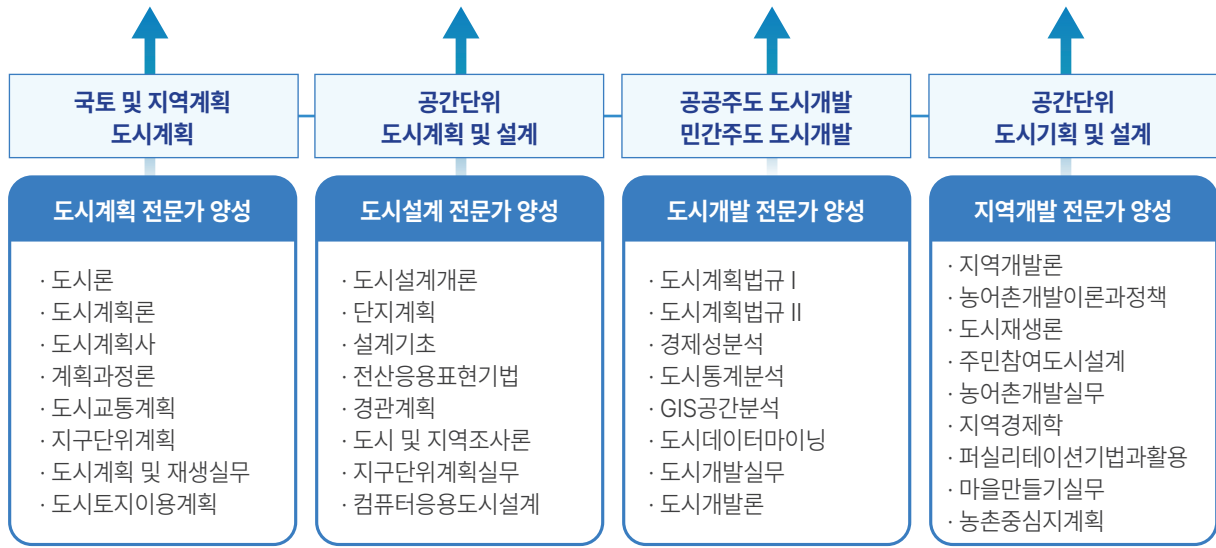 국토 및 지역계획
도시계획
공간단위
도시계획 및 설계
공공주도 도시개발
민간주도 도시개발
공간단위
도시기획 및 설계
도시계획 전문가 양성
· 도시론
· 도시계획론
· 도시계획사
· 계획과정론
· 도시교통계획
· 지구단위계획
· 도시계획 및 재생실무
· 도시토지이용계획
도시설계 전문가 양성
· 도시설계개론
· 단지계획
· 설계기초
· 전산응용표현기법
· 경관계획
· 도시 및 지역조사론
· 지구단위계획실무
· 컴퓨터응용도시설계
도시개발 전문가 양성
· 도시계획법규 I
· 도시계획법규 II
· 경제성분석
· 도시통계분석
· GIS공간분석
· 도시데이터마이닝
· 도시개발실무
· 도시개발론
지역개발 전문가 양성
· 지역개발론
· 농어촌개발이론과정책
· 도시재생론
· 주민참여도시설계
· 농어촌개발실무
· 지역경제학
· 퍼실리테이션기법과활용
· 마을만들기실무
· 농촌중심지계획